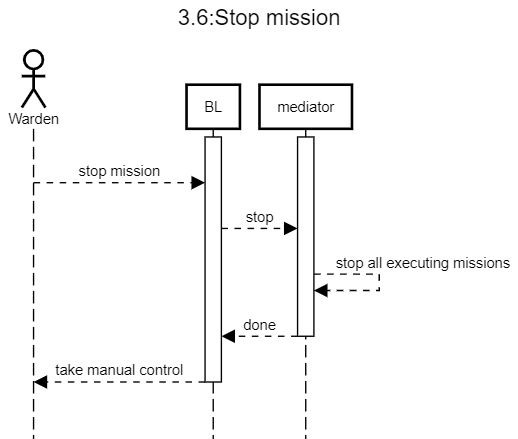 3.6:Stop mission
Warden
BL
mediator
stop mission
stop
stop all executing missions
done
take manual control